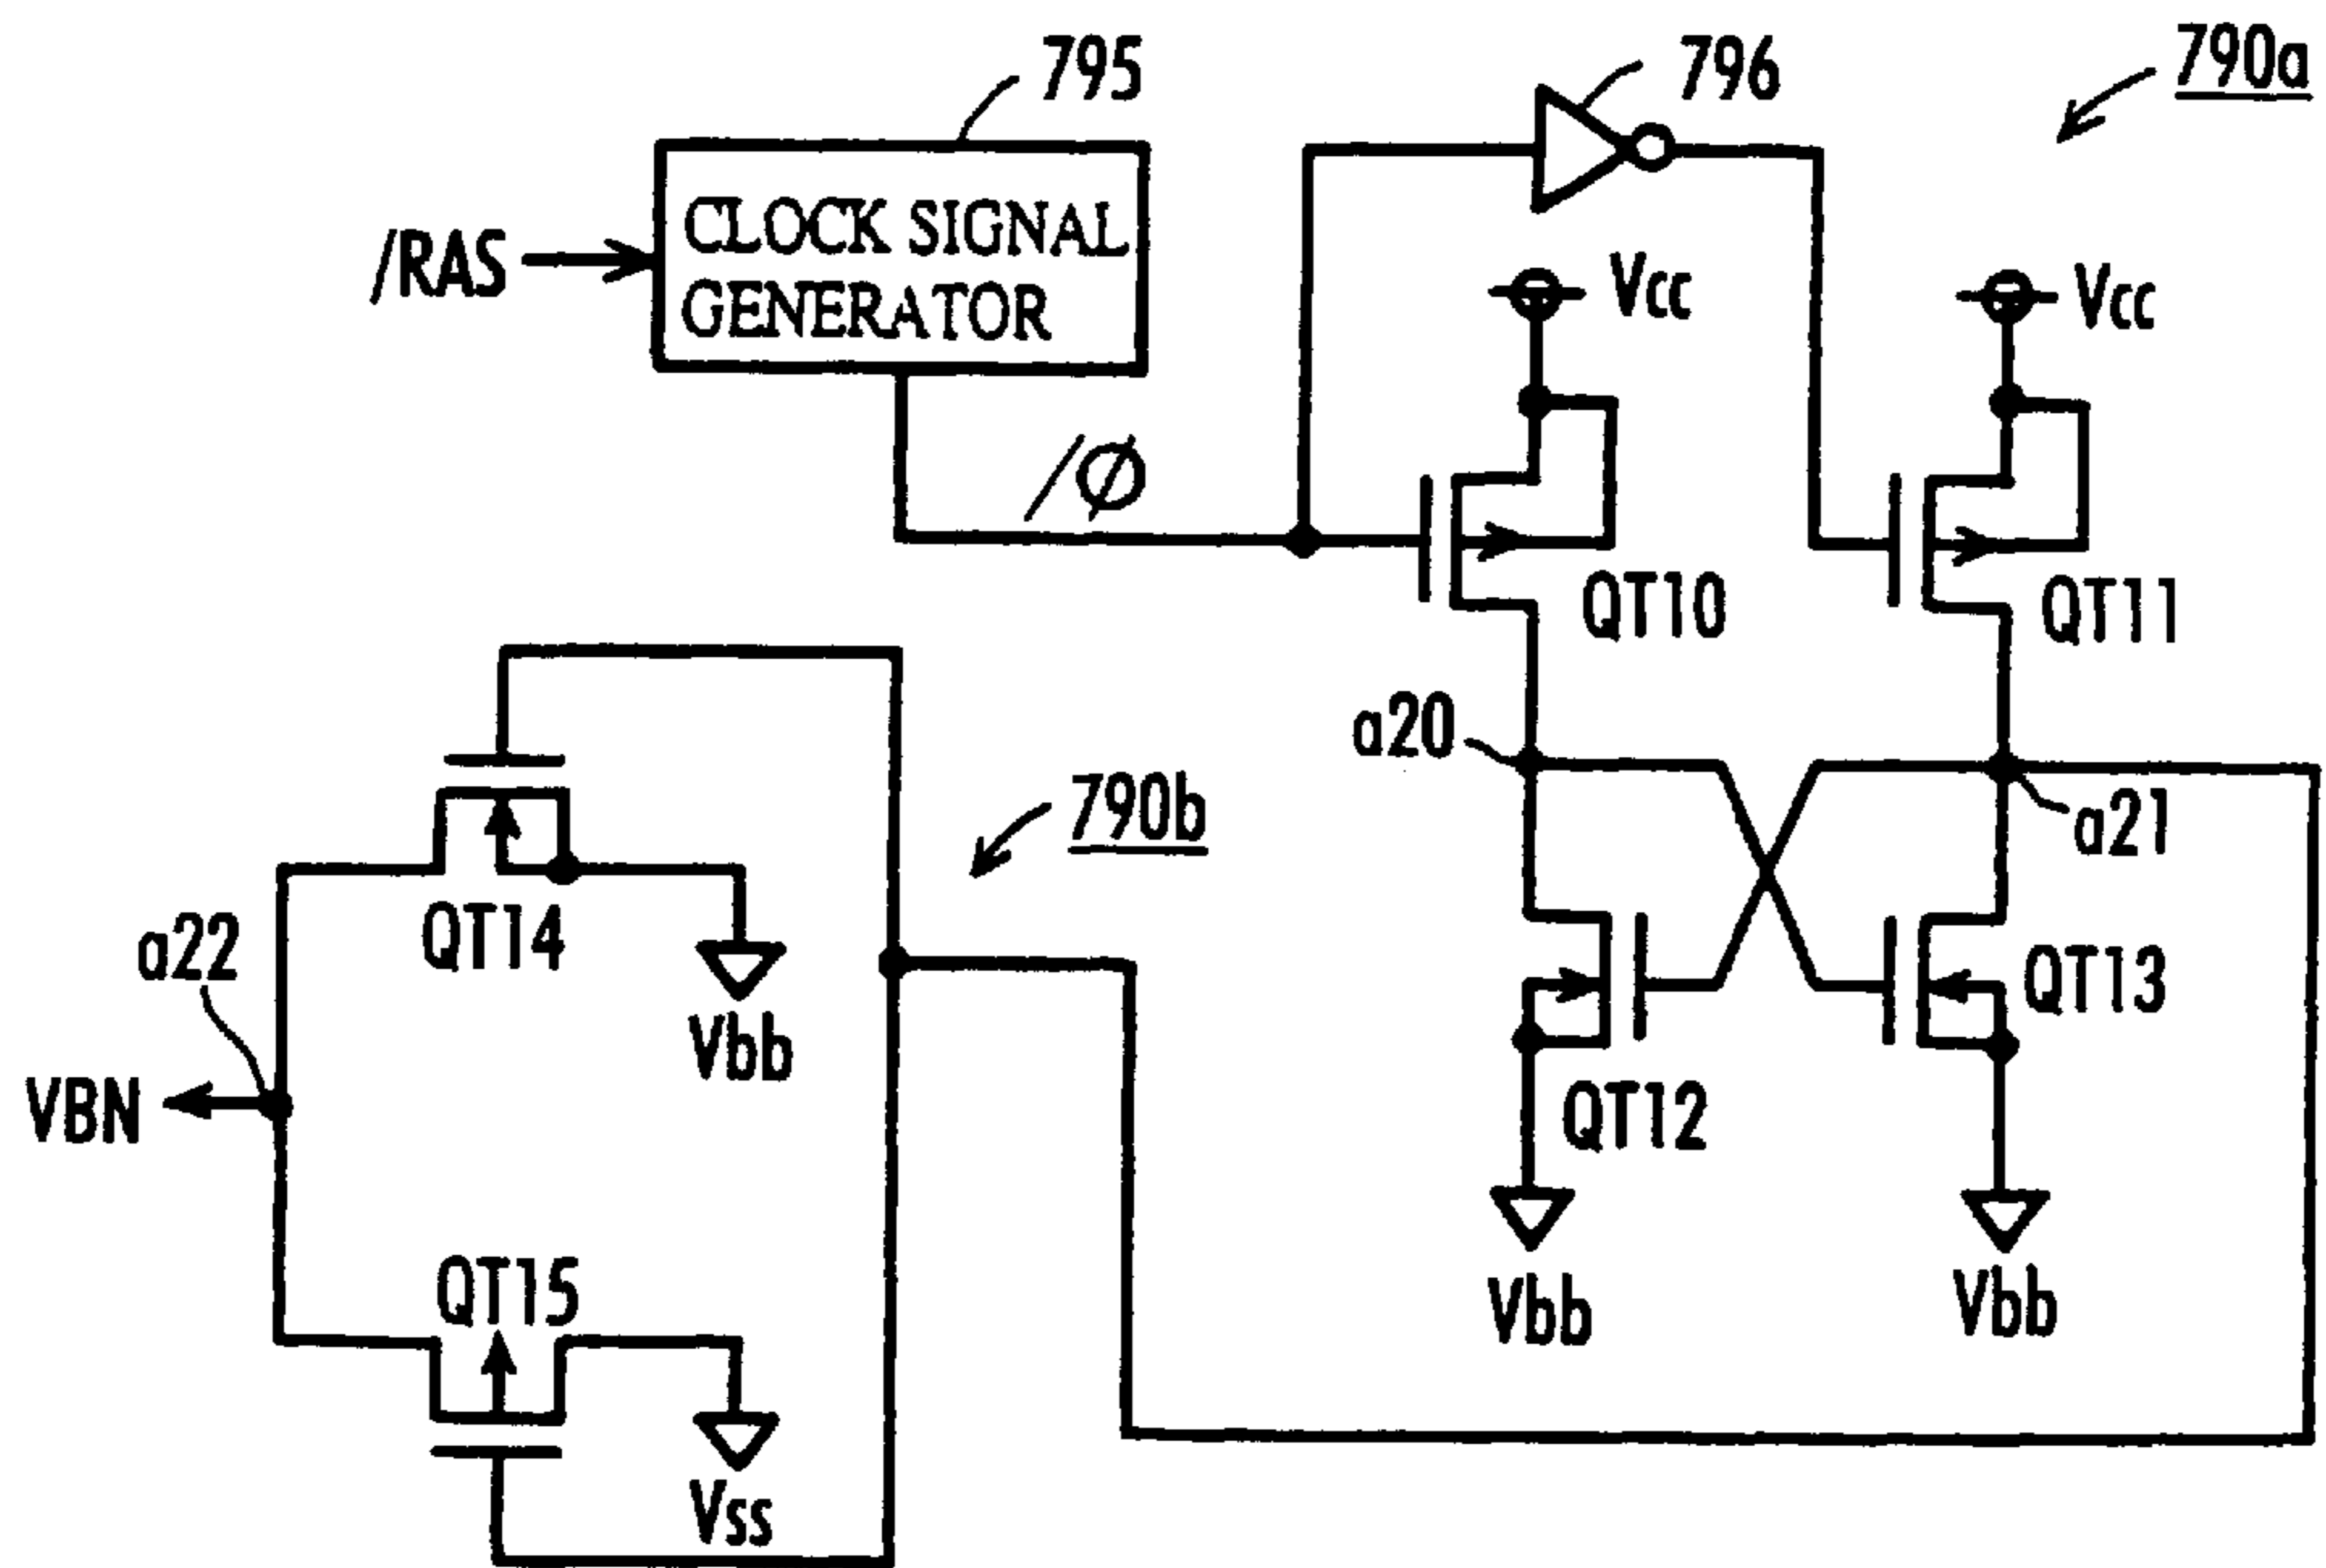 795
796
790a
/RAS
CLOCK SIGNAL
GENERATOR
Vcc
Vcc
/Ø
QT10
QT11
a20
790b
a21
a22
QT14
QT13
Vbb
VBN
QT12
QT15
Vbb
Vbb
Vss